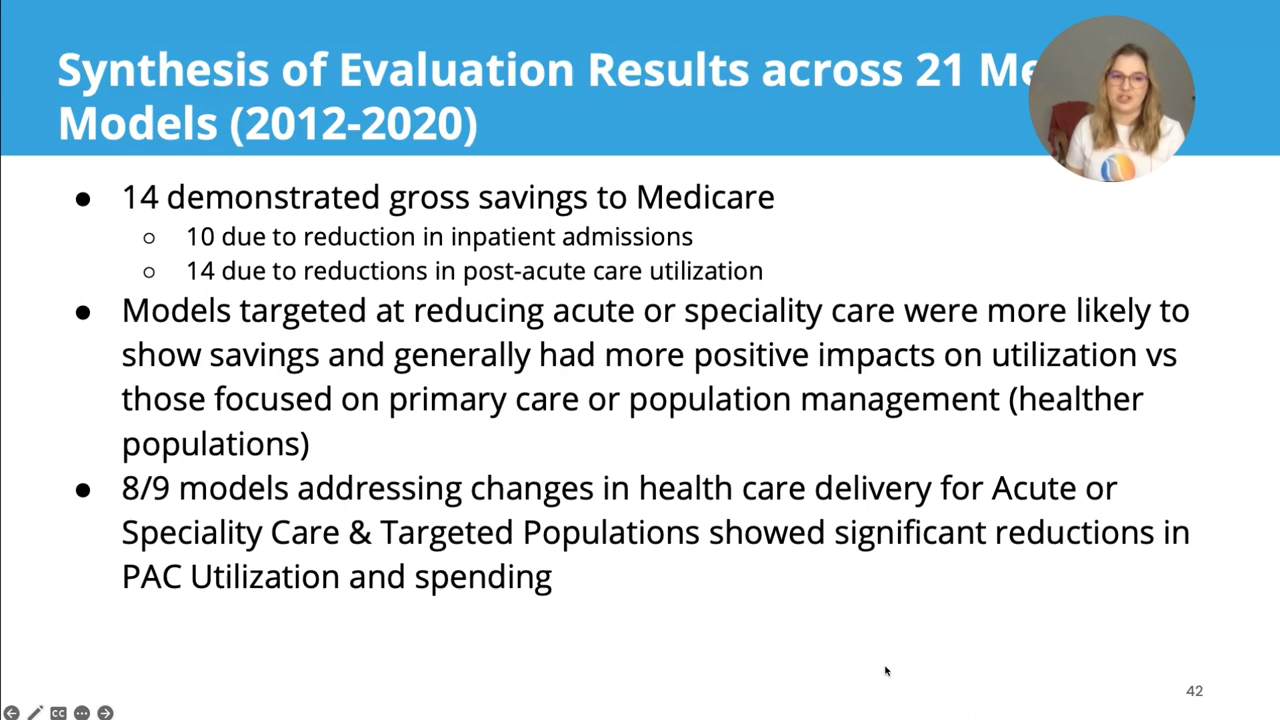 Synthesis of Evaluation Results across 21
Models (2012-2020)
● 14 demonstrated gross savings to Medicare
○ 10 due to reduction in inpatient admissions
○ 14 due to reductions in post-acute care utilization
● Models targeted at reducing acute or speciality care were more likely to
show savings and generally had more positive impacts on utilization vs
those focused on primary care or population management (healther
populations)
● 8/9 models addressing changes in health care delivery for Acute or
Speciality Care & Targeted Populations showed significant reductions in
PAC Utilization and spending
42
CC